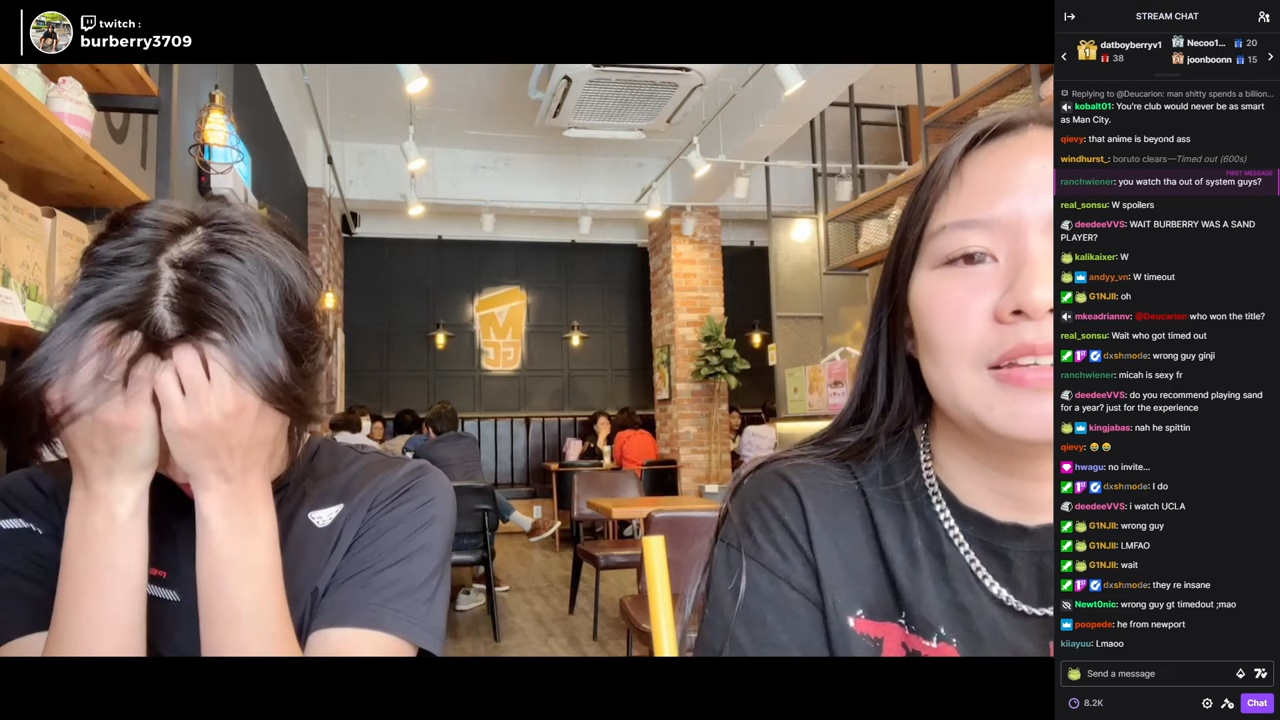 twitch :
burberry3709
STREAM CHAT
datboyberryv1
38
Necoo1... 20
joonboonn 15
Replying to @Deucarion: man shitty spends a billion...
kobalt01: You're club would never be as smart
as Man City.
qievy: that anime is beyond ass
windhurst_: boruto clears—Timed out (600s)
FIRST MESSAGE
ranchwiener: you watch tha out of system guys?
real_sonsu: W spoilers
deedeeVVS: WAIT BURBERRY WAS A SAND
PLAYER?
kalikaixer: W
andyy_vn: W timeout
G1NJII: oh
mkeadriannv: @Deucarion who won the title?
real_sonsu: Wait who got timed out
dxshmode: wrong guy ginji
ranchwiener: micah is sexy fr
deedeeVVS: do you recommend playing sand
for a year? just for the experience
kingjabas: nah he spittin
qievy:
hwagu: no invite...
dxshmode: I do
deedeeVVS: i watch UCLA
G1NJII: wrong guy
G1NJII: LMFAO
G1NJII: wait
dxshmode: they re insane
Newt0nic: wrong guy gt timedout ;mao
poopede: he from newport
kiiayuu: Lmaoo
Send a message
8.2K
Chat